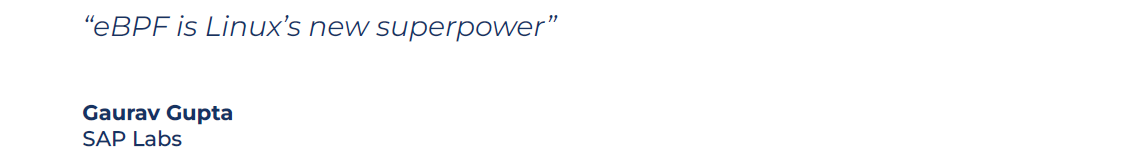 “eBPF is Linux’s new superpower”
Gaurav Gupta
SAP Labs